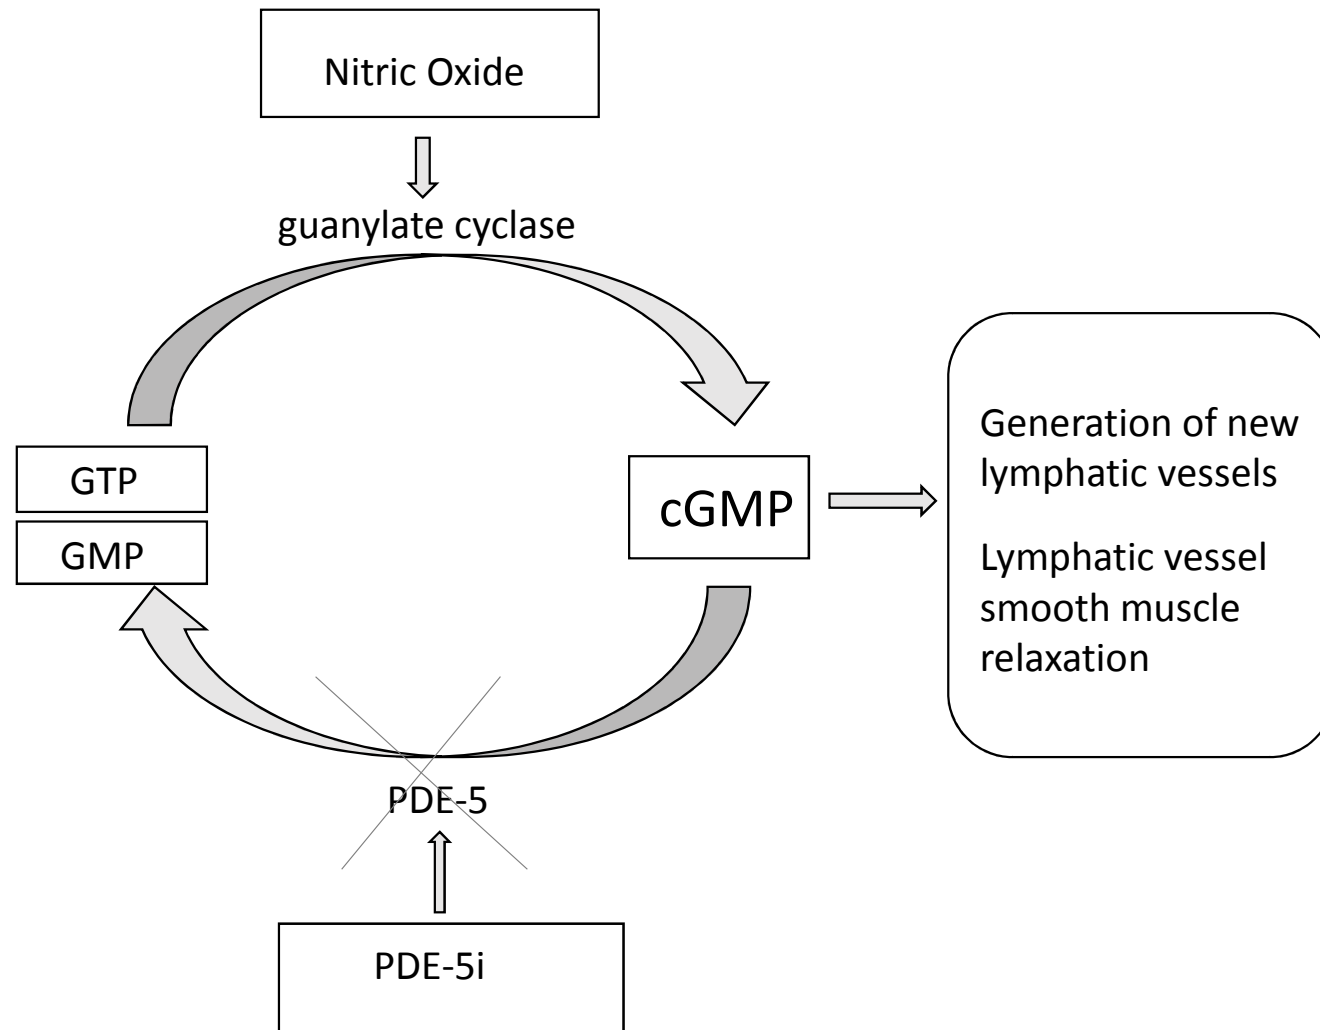 Nitric Oxide
guanylate cyclase
GTP
GMP
cGMP
Generation of new
lymphatic vessels
Lymphatic vessel
smooth muscle
relaxation
PDE-5
PDE-5i